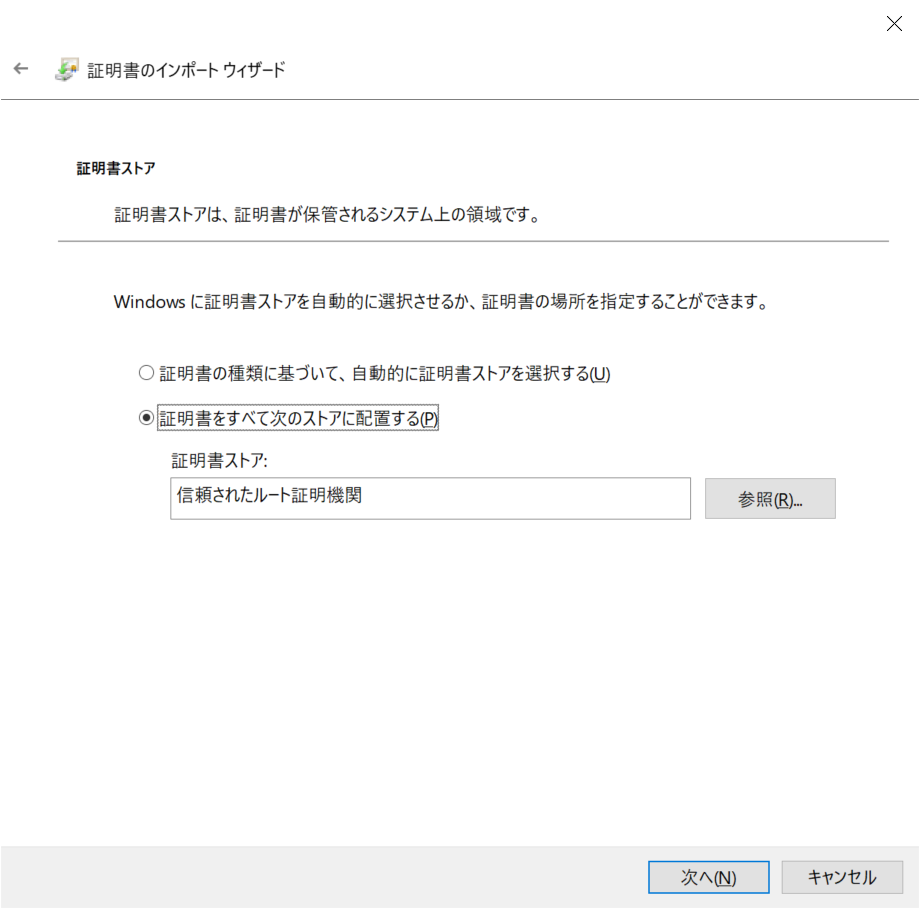 証明書のインポート ウィザード
証明書ストア
証明書ストアは、証明書が保管されるシステム上の領域です。
Windows に証明書ストアを自動的に選択させるか、証明書の場所を指定することができます。
証明書の種類に基づいて、自動的に証明書ストアを選択する(U)
証明書をすべて次のストアに配置する(P)
証明書ストア:
信頼されたルート証明機関
参照(R)...
次へ(N)
キャンセル